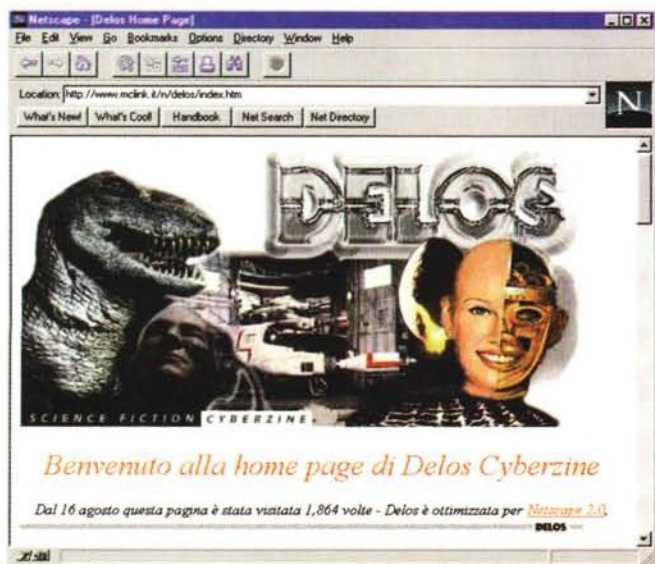 Netscape - [Delos Home Page]
File Edit View Go Bookmarks Options Directory Window Help
Location: http://www.mclink.it/n/delos/index.htm
N
What's New! What's Cool! Handbook Net Search Net Directory
DELOS
SCIENCE FICTION CYBERZINE
Benvenuto alla home page di Delos Cyberzine
Dal 16 agosto questa pagina è stata visitata 1,864 volte - Delos è ottimizzata per Netscape 2.0,
DELOS